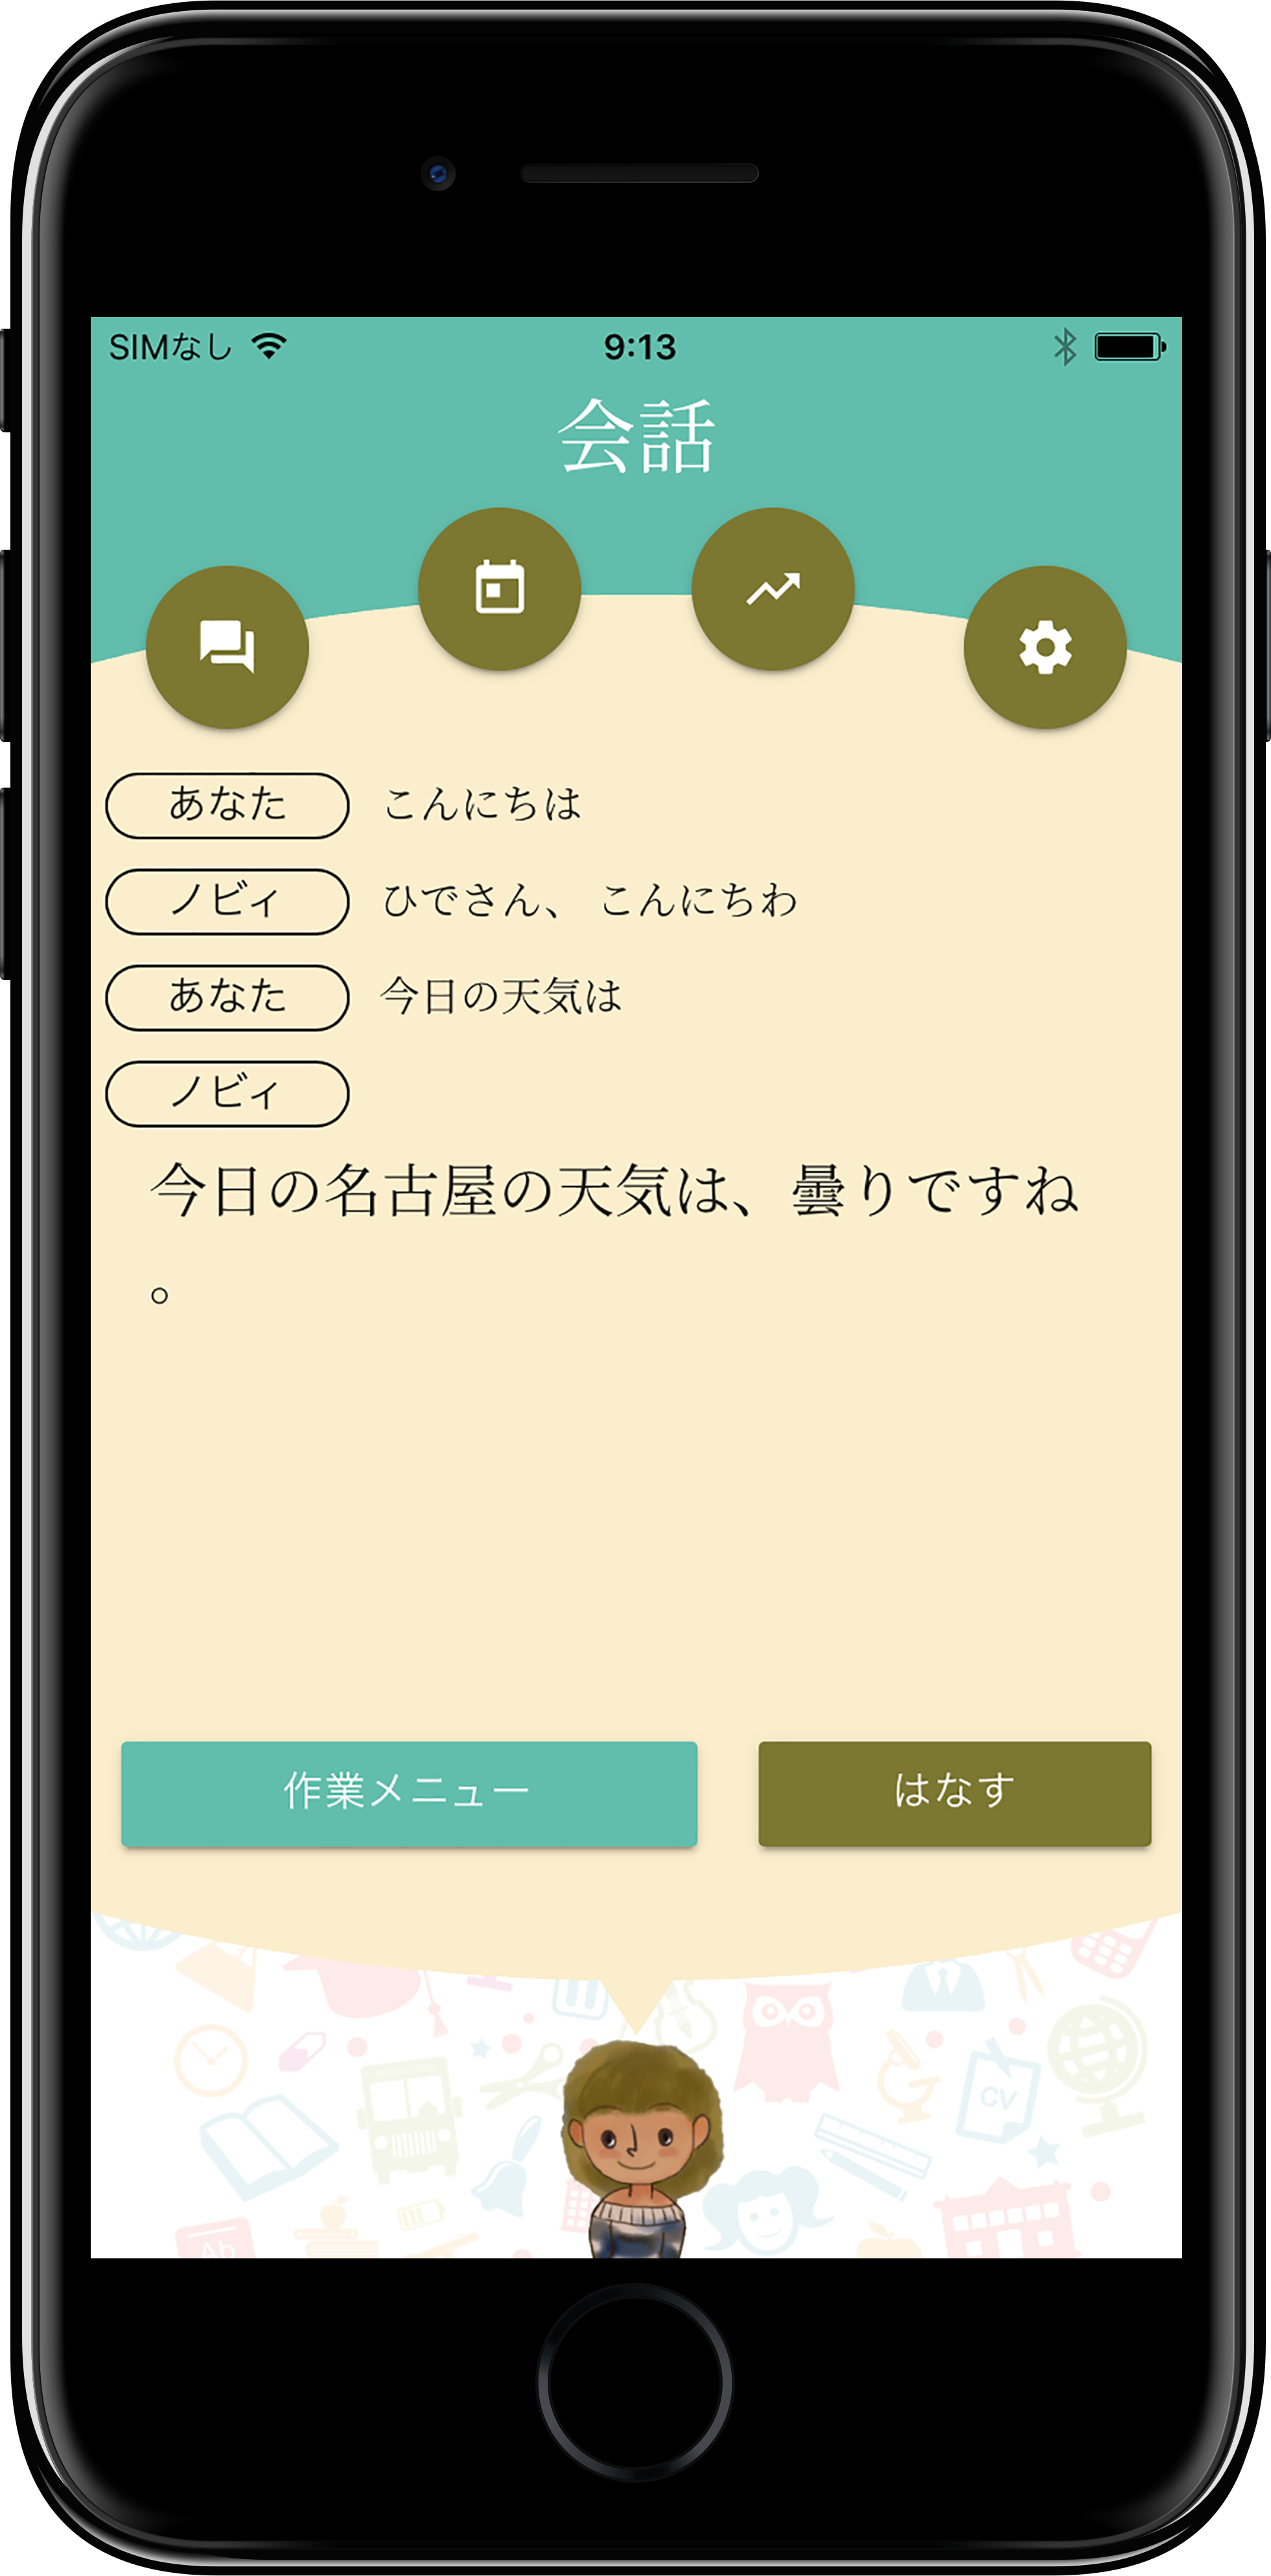 SIMなし 9:13
会話
あなた こんにちは
ノビィ ひでさん、 こんにちわ
あなた 今日の天気は
ノビィ
今日の名古屋の天気は、曇りですね
。
作業メニュー はなす
CV
Ab